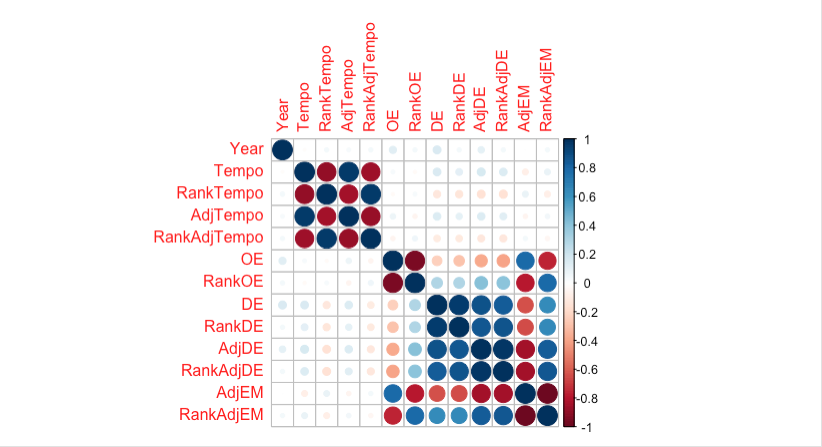 Year
Tempo
RankTempo
AdjTempo
RankAdjTempo
OE
RankOE
DE
RankDE
AdjDE
RankAdjDE
AdjEM
RankAdjEM
Year
Tempo
RankTempo
AdjTempo
RankAdjTempo
OE
RankOE
DE
RankDE
AdjDE
RankAdjDE
AdjEM
RankAdjEM
1
0.8
0.6
0.4
0.2
0
-0.2
-0.4
-0.6
-0.8
-1